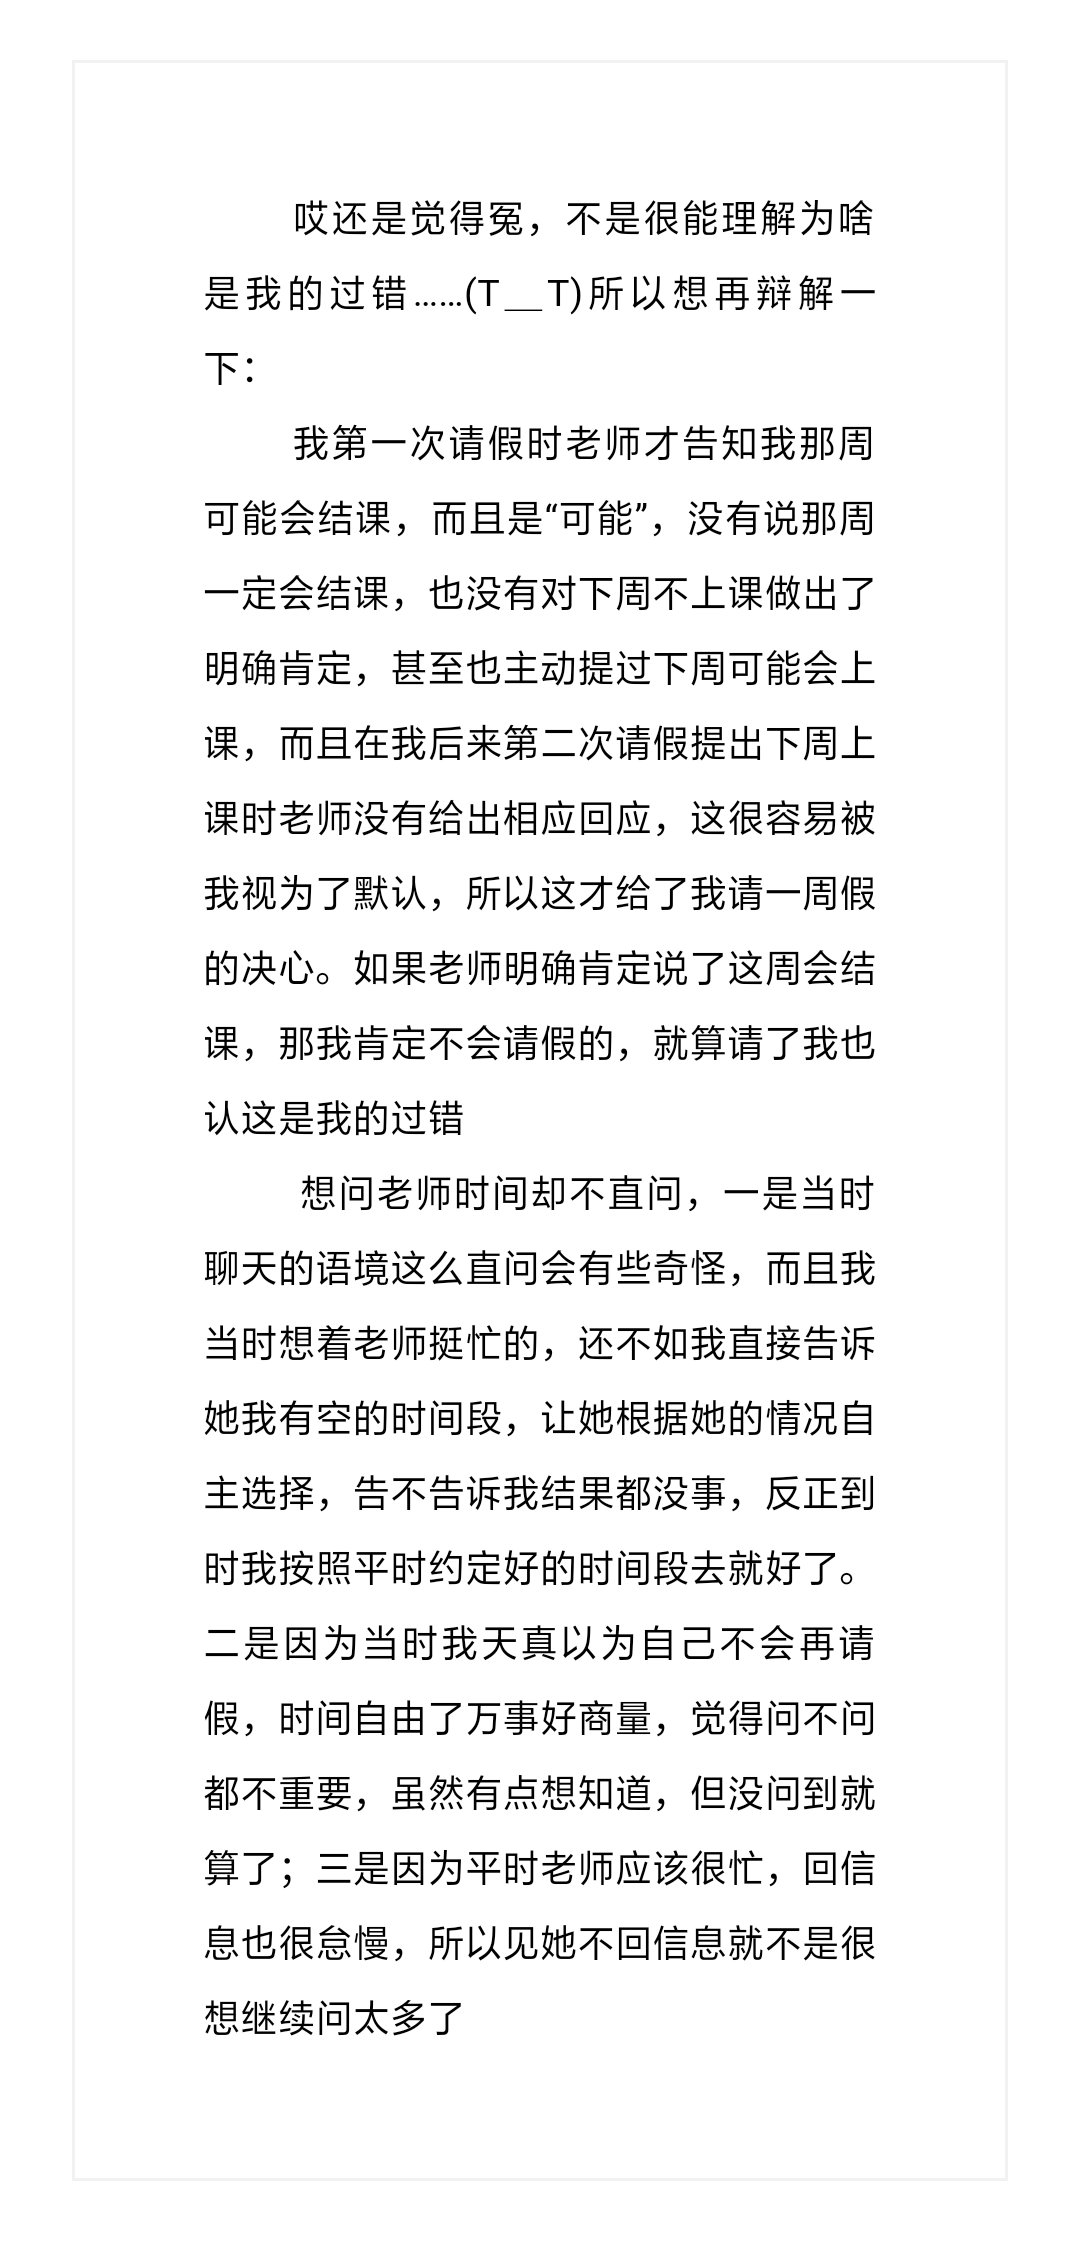 哎还是觉得冤，不是很能理解为啥
是我的过错……(T＿T)所以想再辩解一
下：
我第一次请假时老师才告知我那周
可能会结课，而且是“可能”，没有说那周
一定会结课，也没有对下周不上课做出了
明确肯定，甚至也主动提过下周可能会上
课，而且在我后来第二次请假提出下周上
课时老师没有给出相应回应，这很容易被
我视为了默认，所以这才给了我请一周假
的决心。如果老师明确肯定说了这周会结
课，那我肯定不会请假的，就算请了我也
认这是我的过错
想问老师时间却不直问，一是当时
聊天的语境这么直问会有些奇怪，而且我
当时想着老师挺忙的，还不如我直接告诉
她我有空的时间段，让她根据她的情况自
主选择，告不告诉我结果都没事，反正到
时我按照平时约定好的时间段去就好了。
二是因为当时我天真以为自己不会再请
假，时间自由了万事好商量，觉得问不问
都不重要，虽然有点想知道，但没问到就
算了；三是因为平时老师应该很忙，回信
息也很怠慢，所以见她不回信息就不是很
想继续问太多了